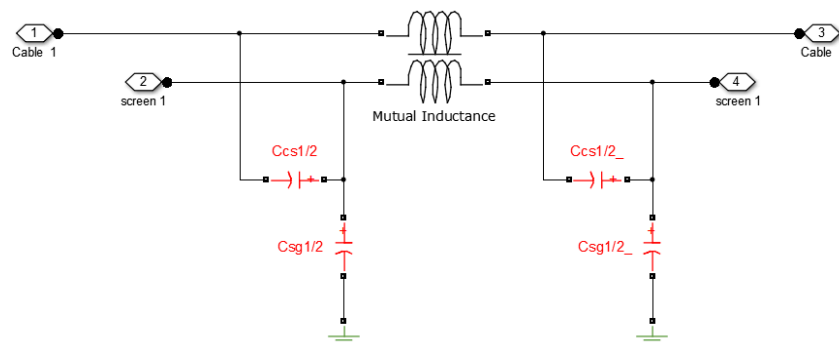 1
3
Cable 1
Cable
2
4
screen 1
screen 1
Mutual Inductance
Ccs1/2
Ccs1/2_
+
+
+
+
Csg1/2
Csg1/2_